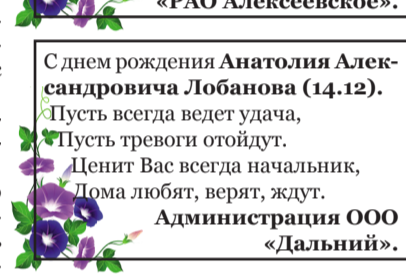 «РАО Алексеевское».
С днем рождения Анатолия Алек-
сандровича Лобанова (14.12).
Пусть всегда ведет удача,
Пусть тревоги отойдут.
Ценит Вас всегда начальник,
Дома любят, верят, ждут.
Администрация ООО
«Дальний».